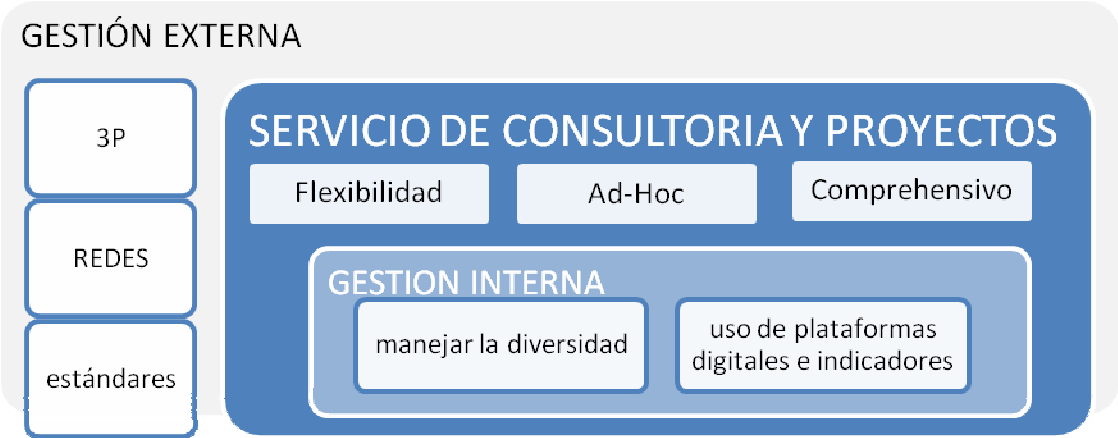 GESTIÓN EXTERNA
3P
REDES
estándares
SERVICIO DE CONSULTORIA Y PROYECTOS
Flexibilidad
Ad-Hoc
Comprehensivo
GESTION INTERNA
manejar la diversidad
uso de plataformas
digitales e indicadores